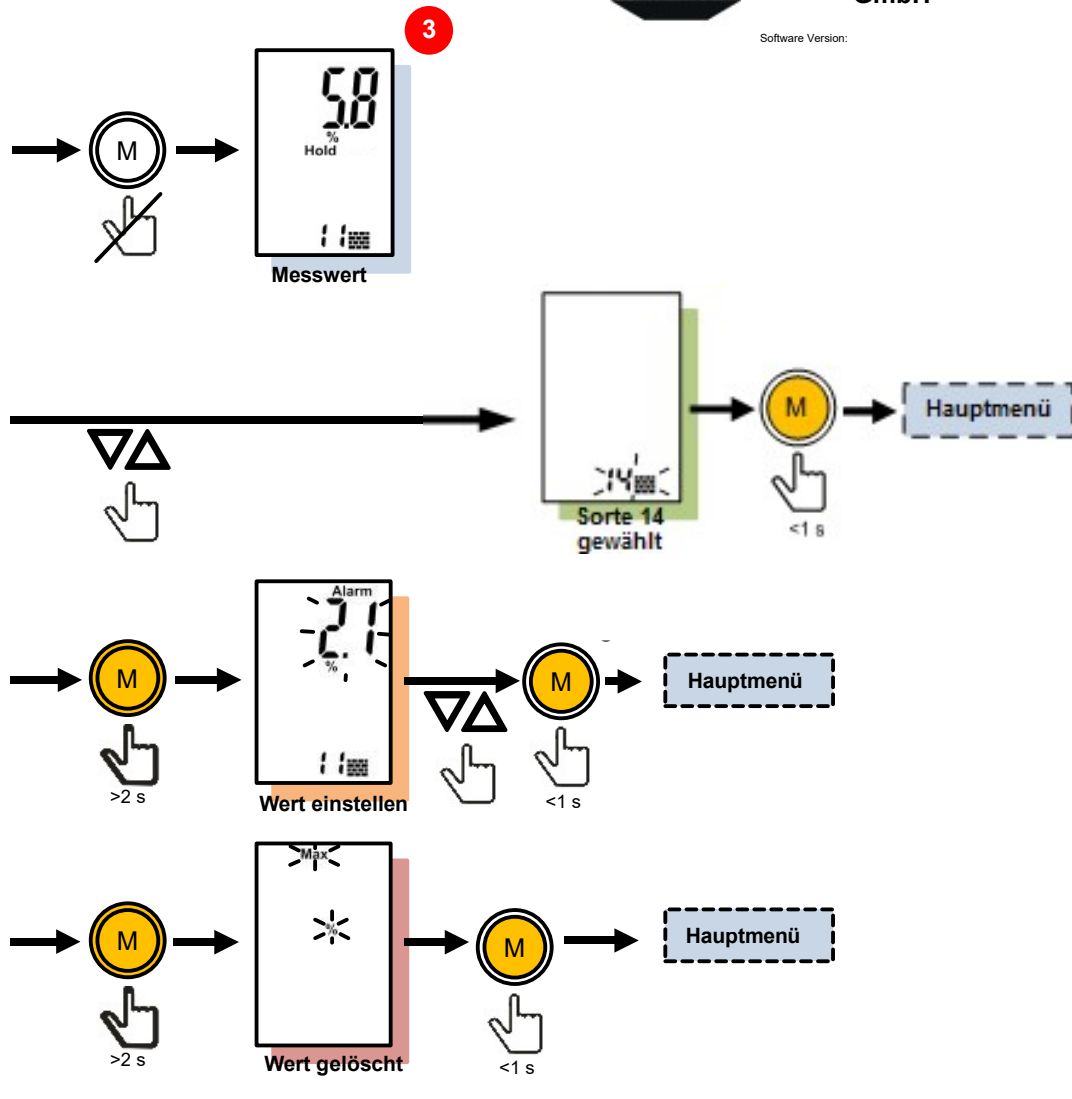 GmbH
Software Version:
3
5.8
%
Hold
M
11
Messwert
14
Sorte 14
gewählt
M
<1 s
Hauptmenü
M
>2 s
Alarm
2.1
%
11
Wert einstellen
M
<1 s
Hauptmenü
M
>2 s
Max
%
Wert gelöscht
M
<1 s
Hauptmenü